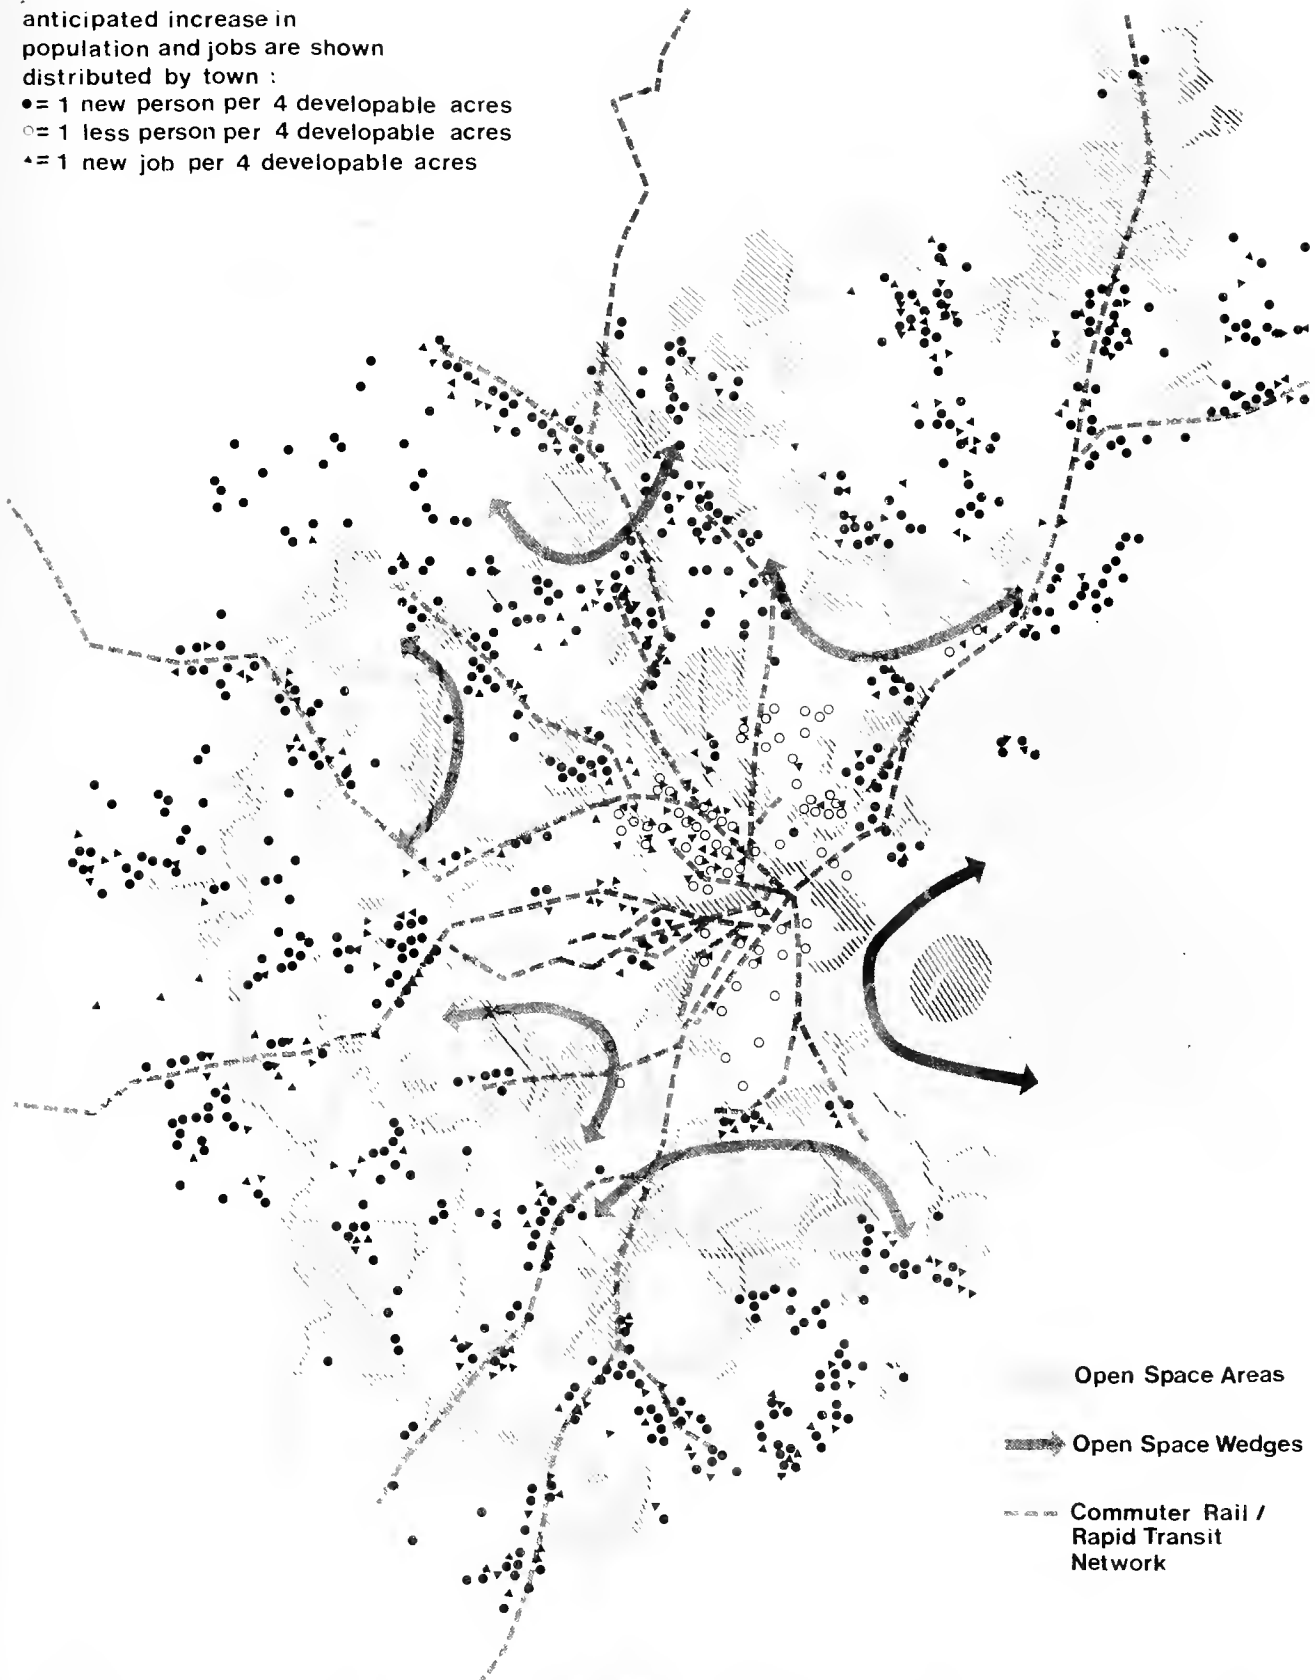 anticipated increase in
population and jobs are shown
distributed by town :
●= 1 new person per 4 developable acres
○= 1 less person per 4 developable acres
▲= 1 new job per 4 developable acres
Open Space Areas
Open Space Wedges
Commuter Rail /
Rapid Transit
Network